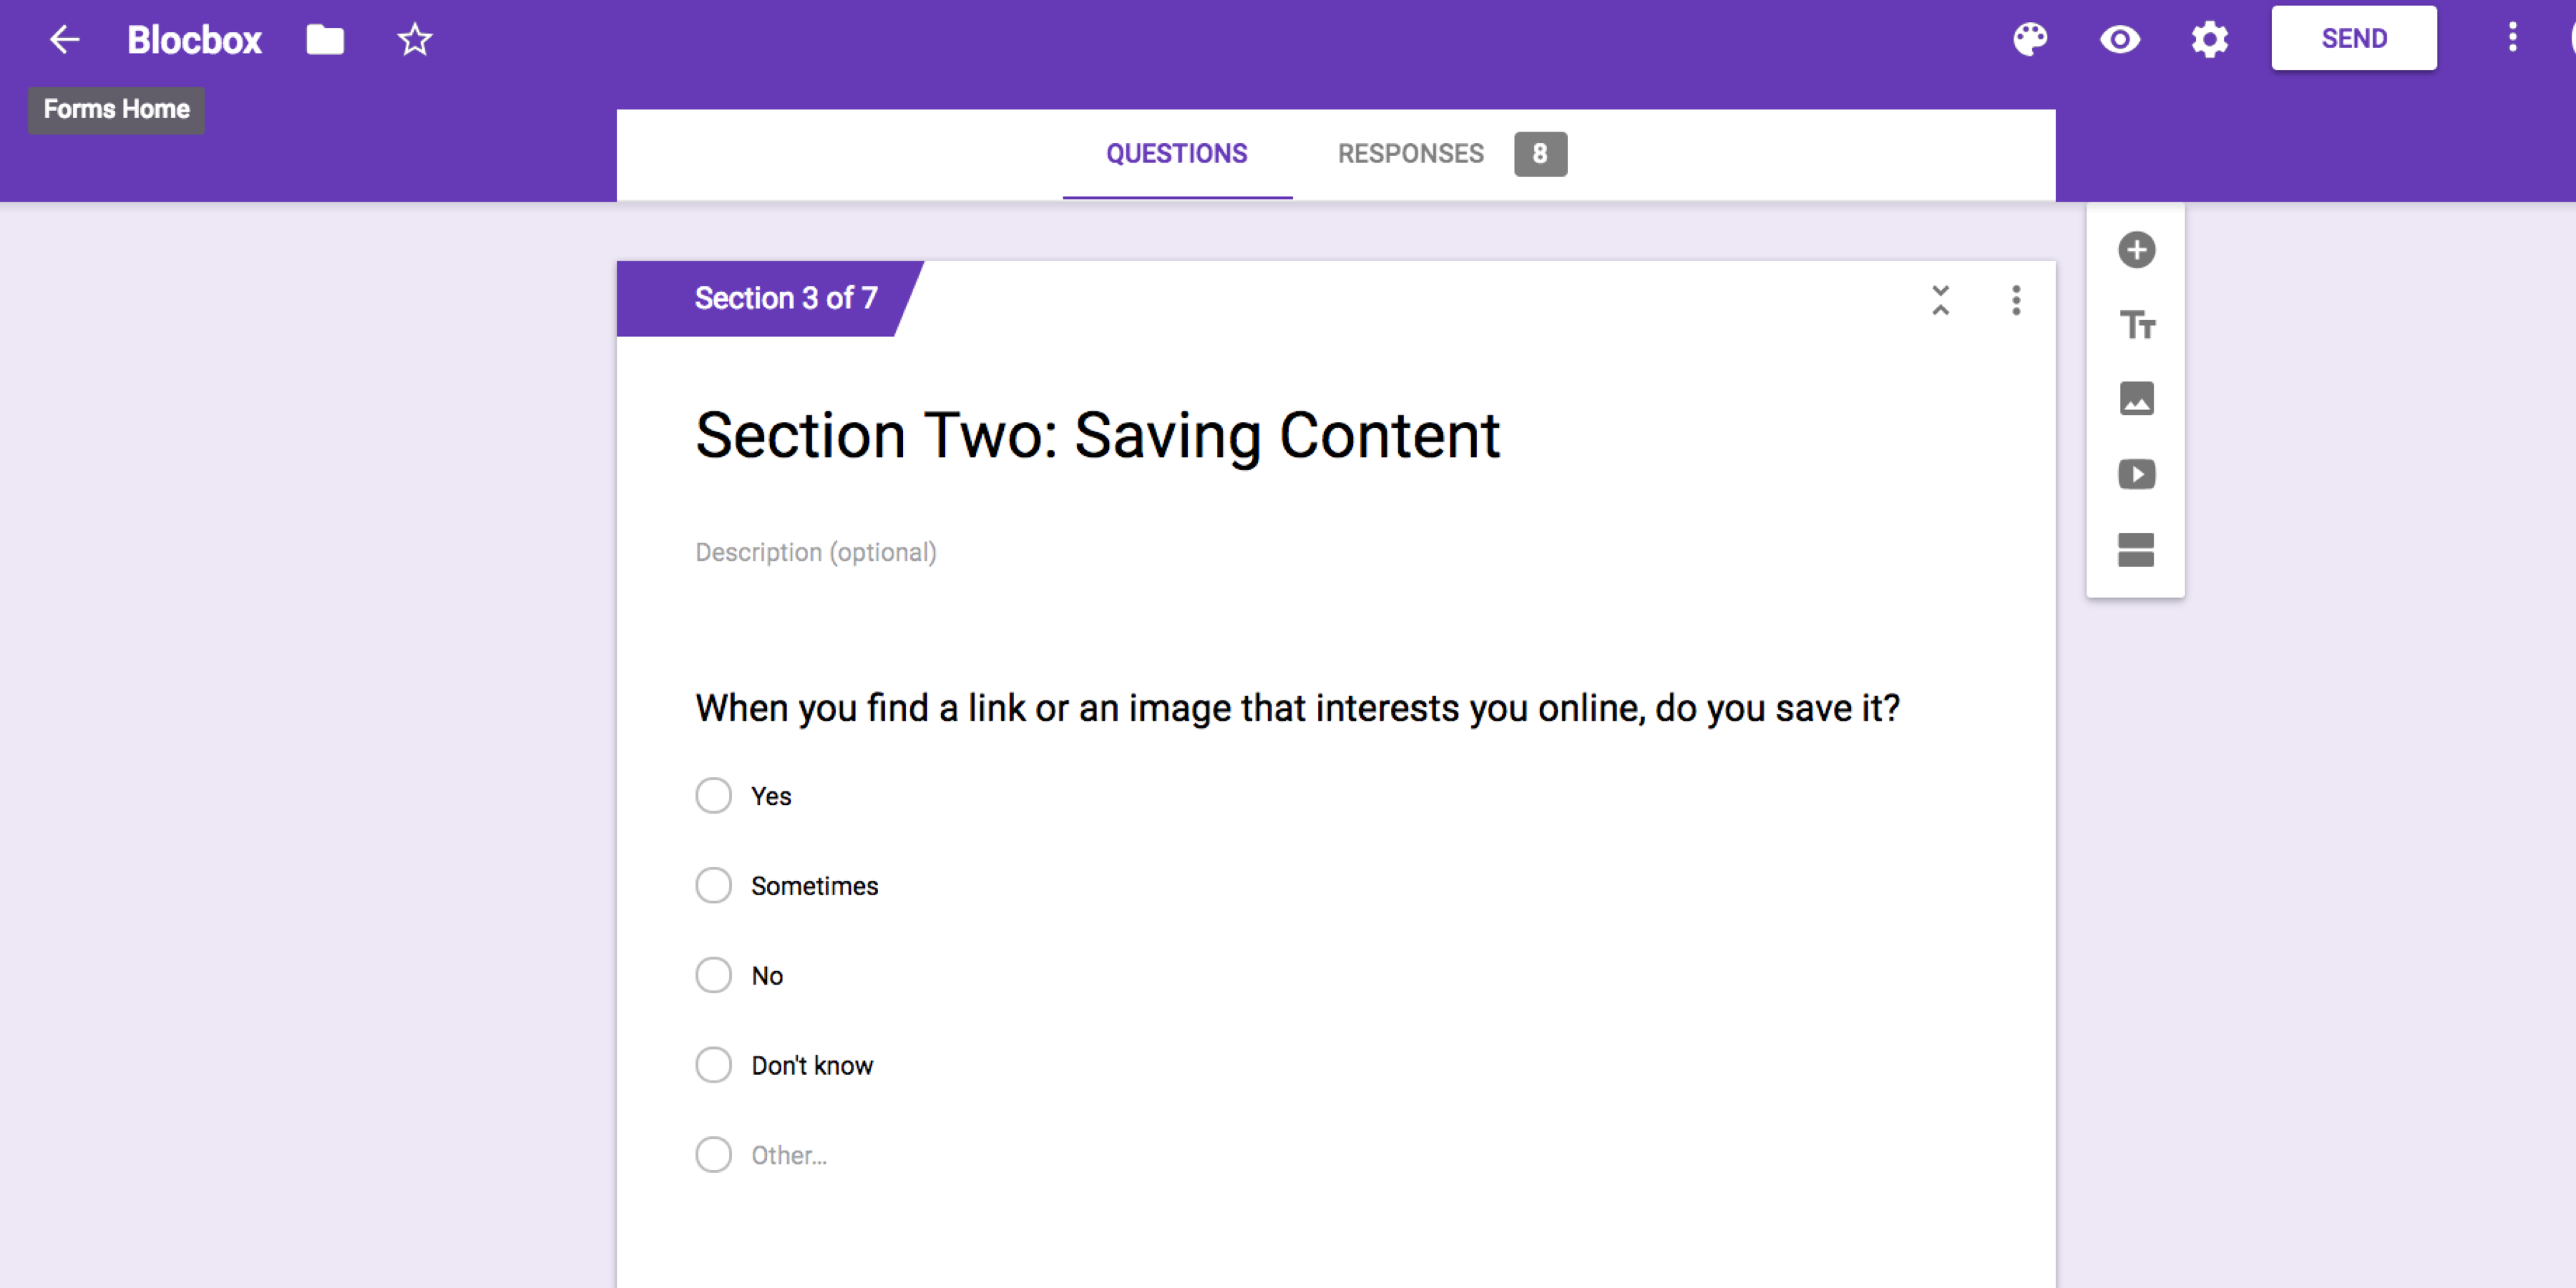 Blocbox
SEND
Forms Home
QUESTIONS RESPONSES 8
Section 3 of 7
Section Two: Saving Content
Description (optional)
When you find a link or an image that interests you online, do you save it?
Yes
Sometimes
No
Don't know
Other...